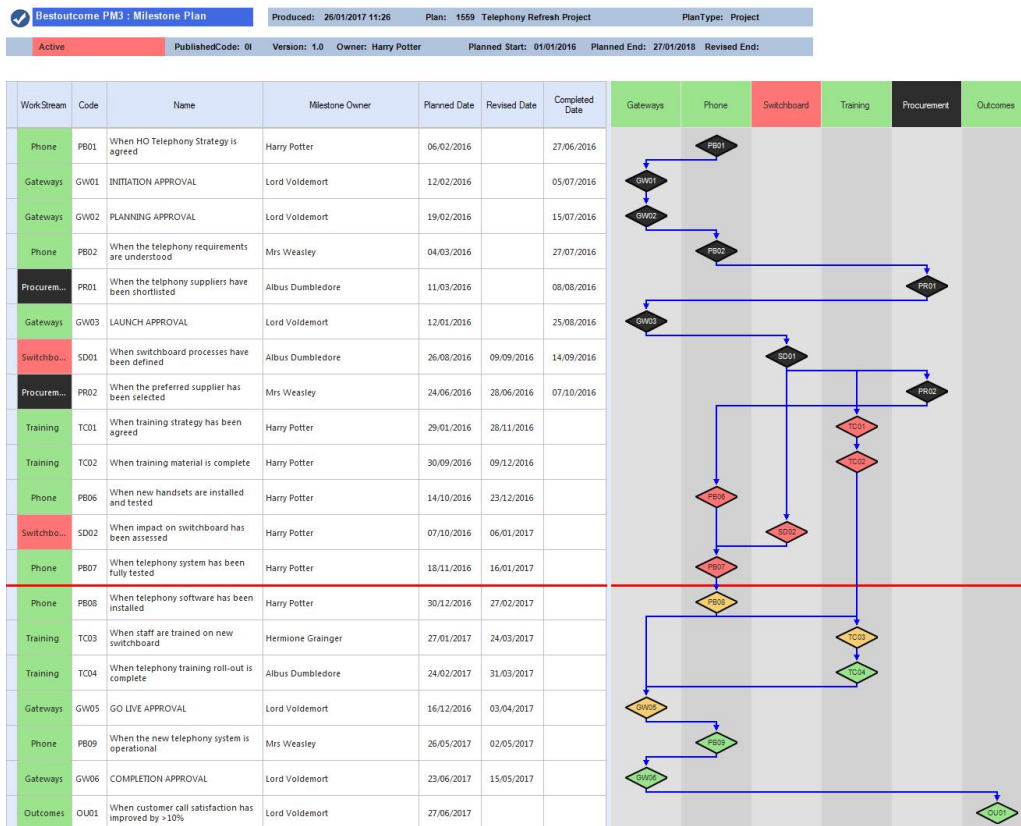 Bestoutcome PM3 : Milestone Plan Produced: 26/01/2017 11:26 Plan: 1559 Telephony Refresh Project PlanType: Project
Active PublishedCode: 0I Version: 1.0 Owner: Harry Potter Planned Start: 01/01/2016 Planned End: 27/01/2018 Revised End:
WorkStream Code Name Milestone Owner Planned Date Revised Date Completed Date Gateways Phone Switchboard Training Procurement Outcomes
Phone PB01 When HO Telephony Strategy is agreed Harry Potter 06/02/2016 27/06/2016 PB01
Gateways GW01 INITIATION APPROVAL Lord Voldemort 12/02/2016 05/07/2016 GW01
Gateways GW02 PLANNING APPROVAL Lord Voldemort 19/02/2016 15/07/2016 GW02
Phone PB02 When the telephony requirements are understood Mrs Weasley 04/03/2016 27/07/2016 PB02
Procurem... PR01 When the telphony suppliers have been shortlisted Albus Dumbledore 11/03/2016 08/08/2016 PR01
Gateways GW03 LAUNCH APPROVAL Lord Voldemort 12/01/2016 25/08/2016 GW03
Switchbo... SD01 When switchboard processes have been defined Albus Dumbledore 26/08/2016 09/09/2016 14/09/2016 SD01
Procurem... PR02 When the preferred supplier has been selected Mrs Weasley 24/06/2016 28/06/2016 07/10/2016 PR02
Training TC01 When training strategy has been agreed Harry Potter 29/01/2016 28/11/2016 TC01
Training TC02 When training material is complete Harry Potter 30/09/2016 09/12/2016 TC02
Phone PB06 When new handsets are installed and tested Harry Potter 14/10/2016 23/12/2016 PB06
Switchbo... SD02 When impact on switchboard has been assessed Harry Potter 07/10/2016 06/01/2017 SD02
Phone PB07 When telephony system has been fully tested Harry Potter 18/11/2016 16/01/2017 PB07
Phone PB08 When telephony software has been installed Harry Potter 30/12/2016 27/02/2017 PB08
Training TC03 When staff are trained on new switchboard Hermione Grainger 27/01/2017 24/03/2017 TC03
Training TC04 When telephony training roll-out is complete Albus Dumbledore 24/02/2017 31/03/2017 TC04
Gateways GW05 GO LIVE APPROVAL Lord Voldemort 16/12/2016 03/04/2017 GW05
Phone PB09 When the new telephony system is operational Mrs Weasley 26/05/2017 02/05/2017 PB09
Gateways GW06 COMPLETION APPROVAL Lord Voldemort 23/06/2017 15/05/2017 GW06
Outcomes OU01 When customer call satisfaction has improved by >10% Lord Voldemort 27/06/2017 OU01